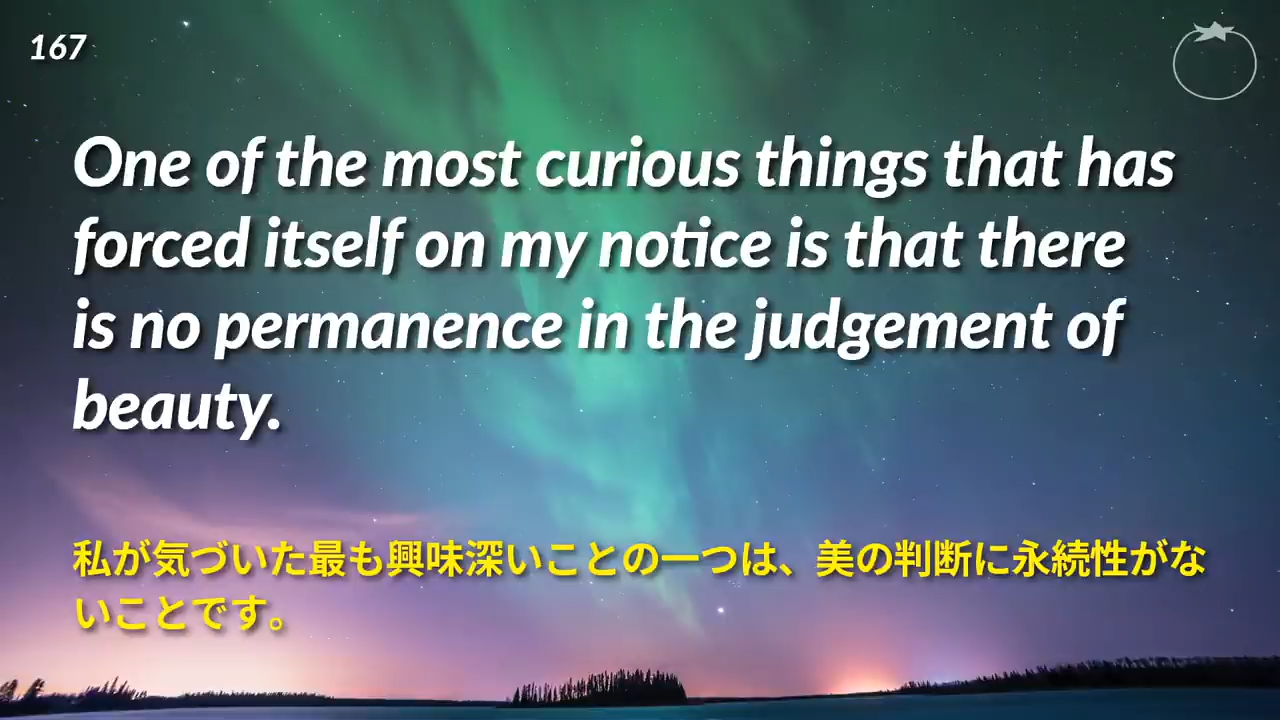 167
One of the most curious things that has
forced itself on my notice is that there
is no permanence in the judgement of
beauty.
私が気づいた最も興味深いことの一つは、美の判断に永続性がな
いことです。